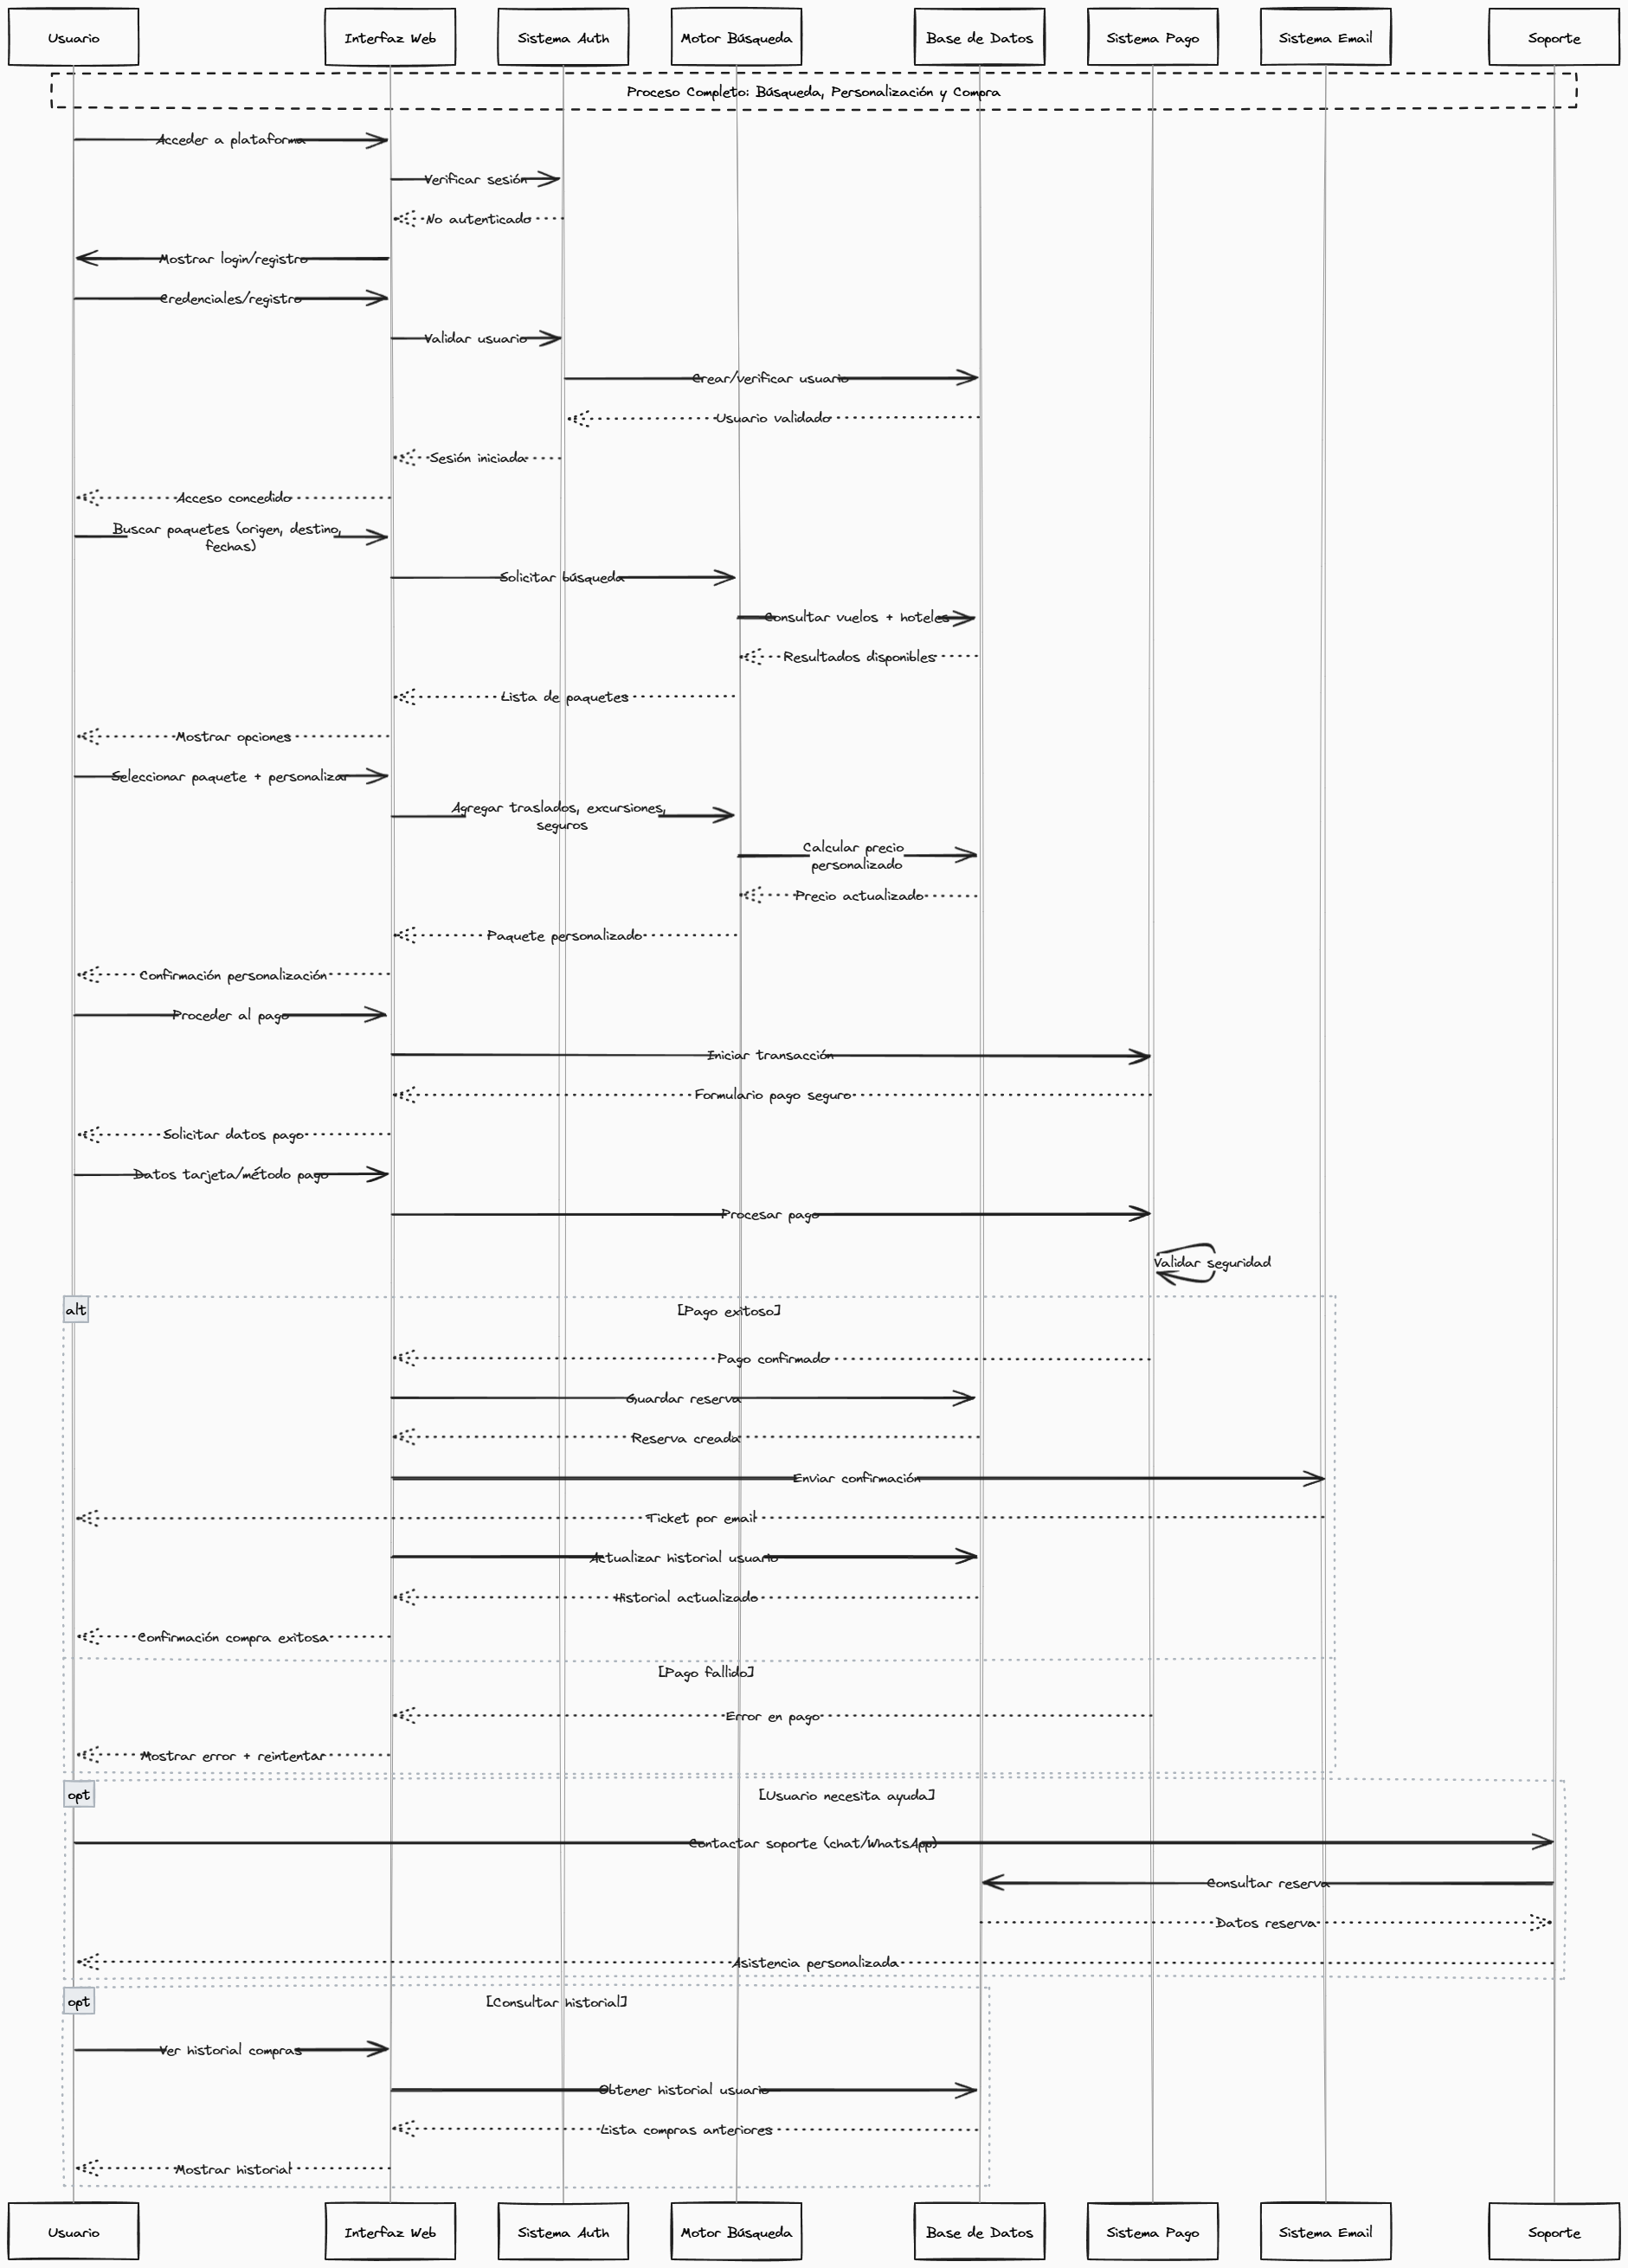 Usuario
Interfaz Web
Sistema Auth
Motor Búsqueda
Base de Datos
Sistema Pago
Sistema Email
Soporte
Proceso Completo: Búsqueda, Personalización y Compra
Acceder a plataforma
Verificar sesión
No autenticado
Mostrar login/registro
Credenciales/registro
Validar usuario
Crear/verificar usuario
Usuario validado
Sesión iniciada
Acceso concedido
Buscar paquetes (origen, destino,
fechas)
Solicitar búsqueda
Consultar vuelos + hoteles
Resultados disponibles
Lista de paquetes
Mostrar opciones
Seleccionar paquete + personalizar
Agregar traslados, excursiones,
seguros
Calcular precio
personalizado
Precio actualizado
Paquete personalizado
Confirmación personalización
Proceder al pago
Iniciar transacción
Formulario pago seguro
Solicitar datos pago
Datos tarjeta/método pago
Procesar pago
Validar seguridad
alt
[Pago exitoso]
Pago confirmado
Guardar reserva
Reserva creada
Enviar confirmación
Ticket por email
Actualizar historial usuario
Historial actualizado
Confirmación compra exitosa
[Pago fallido]
Error en pago
Mostrar error + reintentar
opt
[Usuario necesita ayuda]
Contactar soporte (chat/WhatsApp)
Consultar reserva
Datos reserva
Asistencia personalizada
opt
[Consultar historial]
Ver historial compras
Obtener historial usuario
Lista compras anteriores
Mostrar historial
Usuario
Interfaz Web
Sistema Auth
Motor Búsqueda
Base de Datos
Sistema Pago
Sistema Email
Soporte